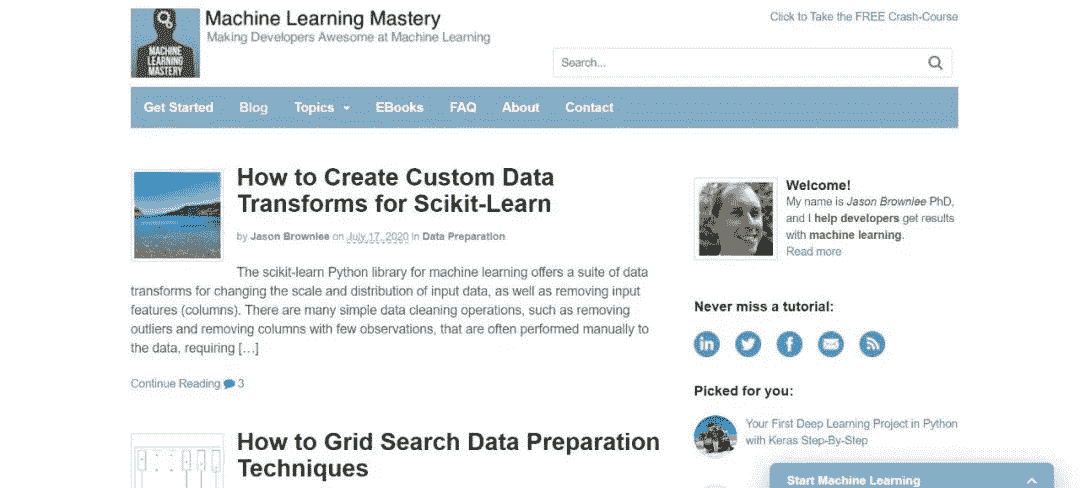 Machine Learning Mastery
Making Developers Awesome at Machine Learning
MACHINE
LEARNING
MASTERY
Click to Take the FREE Crash-Course
Search...
Get Started Blog Topics EBooks FAQ About Contact
How to Create Custom Data
Transforms for Scikit-Learn
by Jason Brownlee on July 17, 2020 in Data Preparation
The scikit-learn Python library for machine learning offers a suite of data
transforms for changing the scale and distribution of input data, as well as removing input
features (columns). There are many simple data cleaning operations, such as removing
outliers and removing columns with few observations, that are often performed manually to
the data, requiring […]
Continue Reading 3
How to Grid Search Data Preparation
Techniques
Welcome!
My name is Jason Brownlee PhD,
and I help developers get results
with machine learning.
Read more
Never miss a tutorial:
in
f
Picked for you:
Your First Deep Learning Project in Python
with Keras Step-By-Step
Start Machine Learning